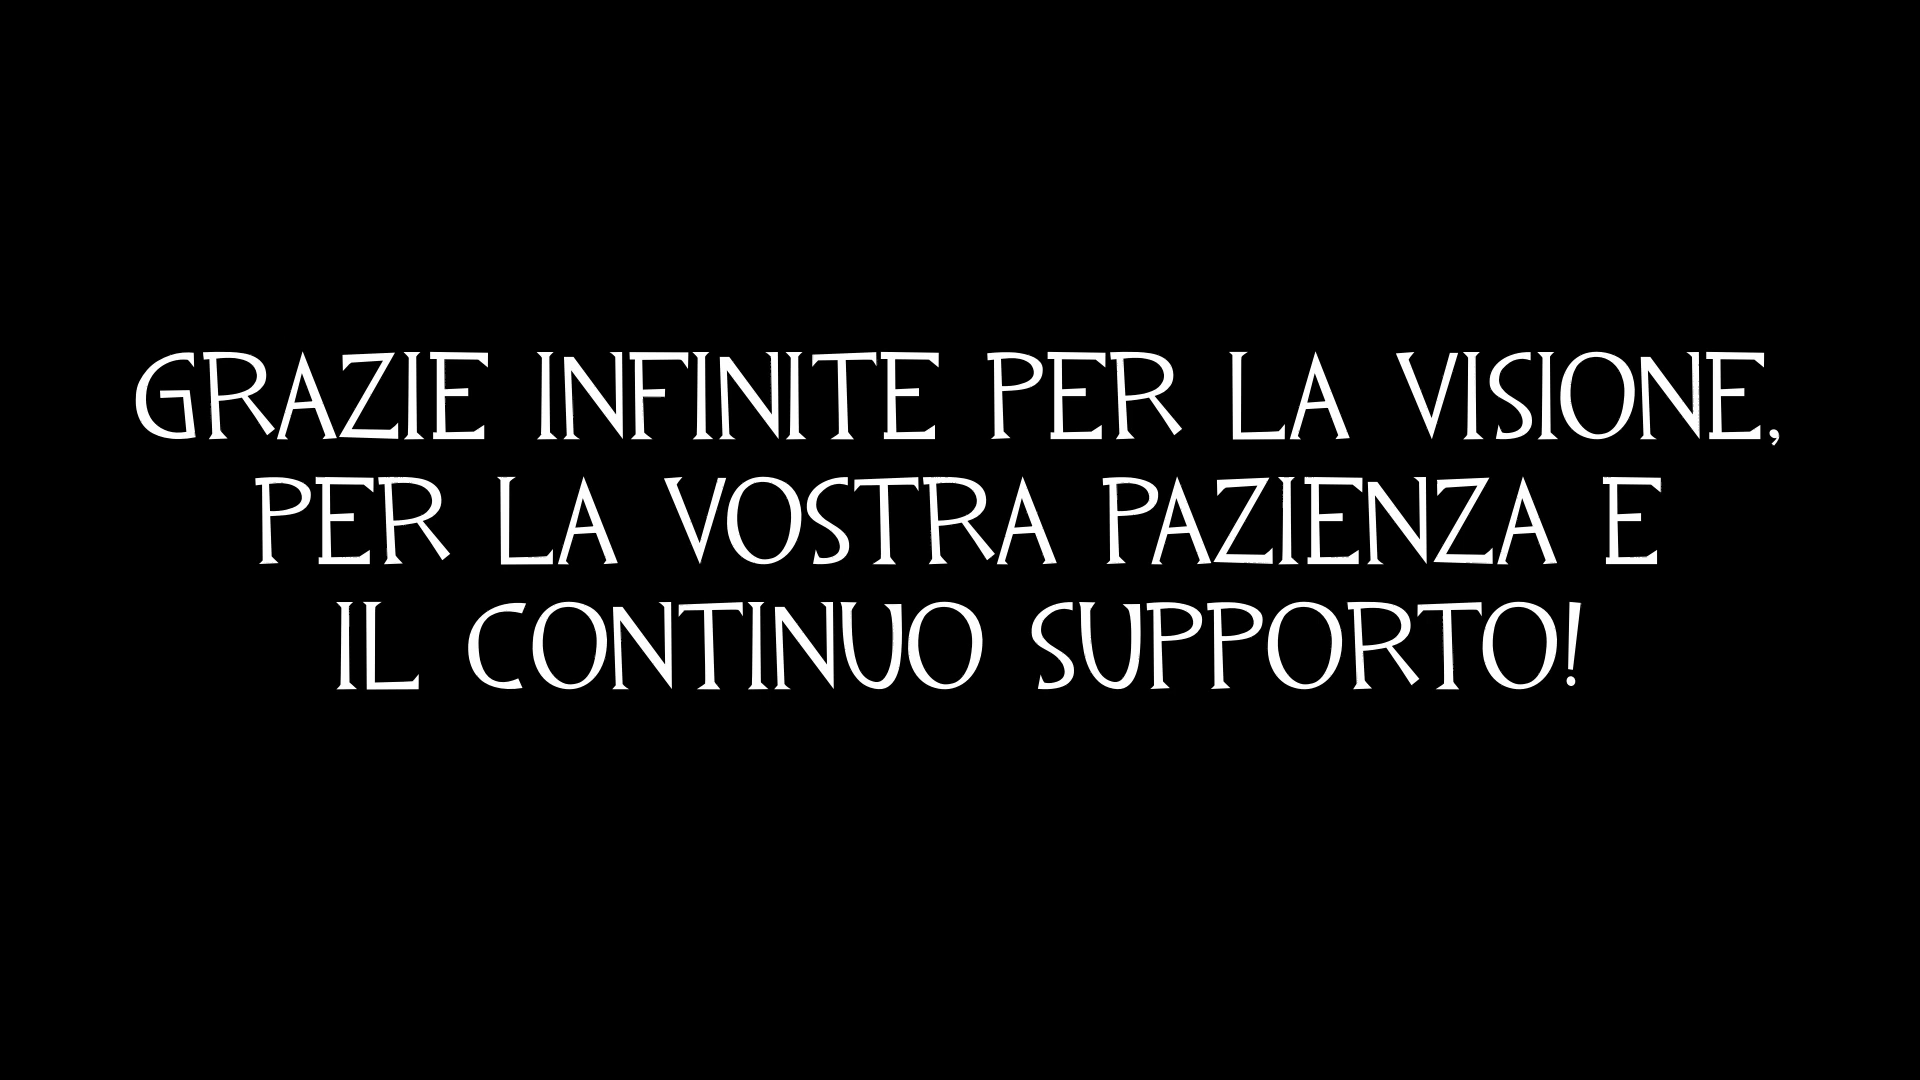 GRAZIE INFINITE PER LA VISIONE,
PER LA VOSTRA PAZIENZA E
IL CONTINUO SUPPORTO!